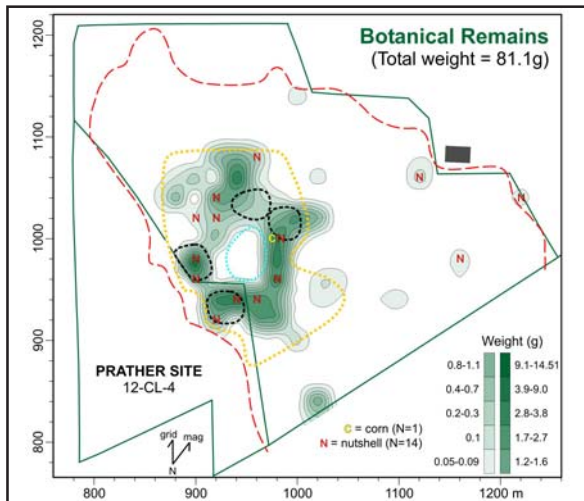 Botanical Remains
(Total weight = 81.1g)
1200
1100
1000
900
800
N
N
N
N
N
N
N
C N
N
N
N
N
N
N
N
PRATHER SITE
12-CL-4
grid mag
N
C = corn (N=1)
N = nutshell (N=14)
Weight (g)
0.8-1.1 9.1-14.51
0.4-0.7 3.9-9.0
0.2-0.3 2.8-3.8
0.1 1.7-2.7
0.05-0.09 1.2-1.6
800 900 1000 1100 1200 m